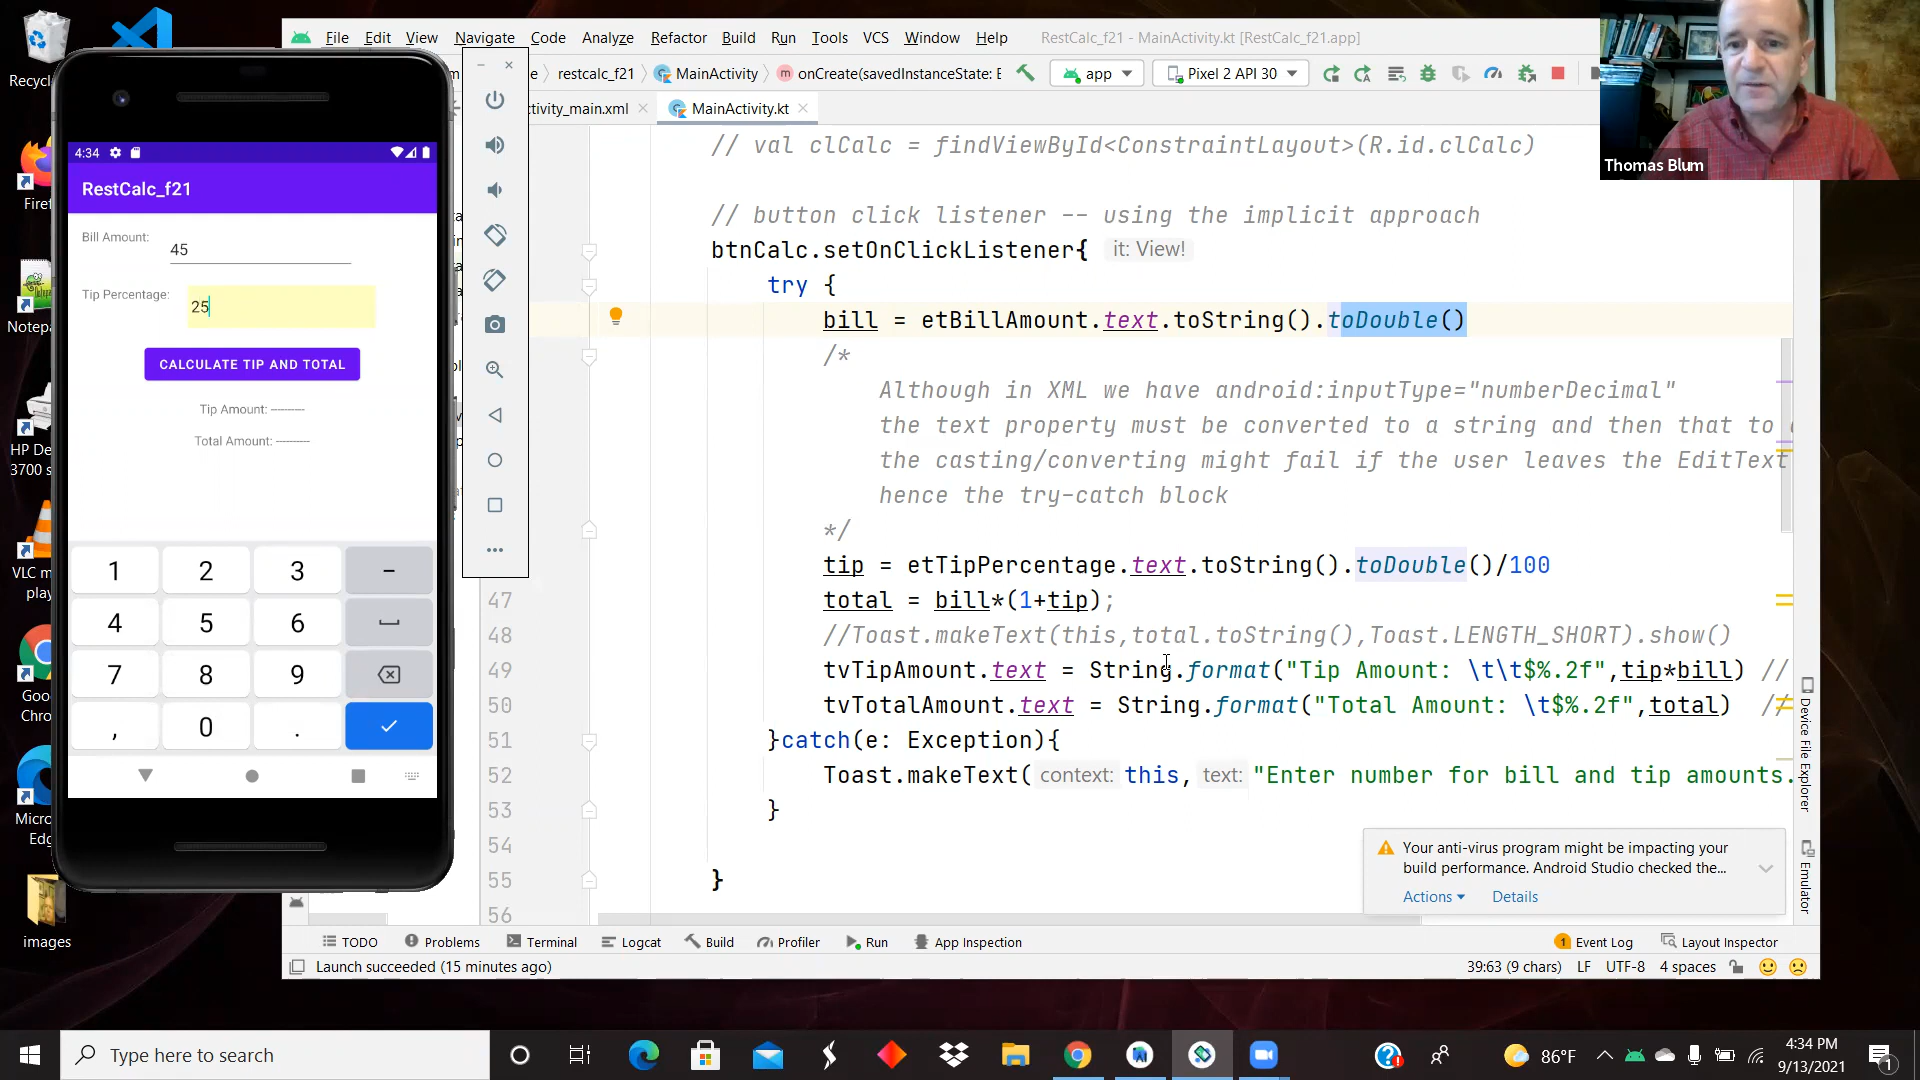 File Edit View Navigate Code Analyze Refactor Build Run Tools VCS Window Help RestCalc_f21 - MainActivity.kt [RestCalc_f21.app]
restcalc_f21 MainActivity onCreate(savedInstanceState: app Pixel 2 API 30
tivity_main.xml MainActivity.kt
Thomas Blum
// val clCalc = findViewById<ConstraintLayout>(R.id.clCalc)
// button click listener -- using the implicit approach
btnCalc.setOnClickListener{ it: View!
try {
bill = etBillAmount.text.toString().toDouble()
/*
Although in XML we have android:inputType="numberDecimal"
the text property must be converted to a string and then that to
the casting/converting might fail if the user leaves the EditText
hence the try-catch block
*/
tip = etTipPercentage.text.toString().toDouble()/100
47 total = bill*(1+tip);
48 //Toast.makeText(this,total.toString(),Toast.LENGTH_SHORT).show()
49 tvTipAmount.text = String.format("Tip Amount: \t\t$%.2f",tip*bill) //
50 tvTotalAmount.text = String.format("Total Amount: \t$%.2f",total) //
51 }catch(e: Exception){
52 Toast.makeText( context: this, text: "Enter number for bill and tip amounts.
53 }
54
55 }
56
Your anti-virus program might be impacting your
build performance. Android Studio checked the...
Actions Details
Device File Explorer
Emulator
TODO Problems Terminal Logcat Build Profiler Run App Inspection 1 Event Log Layout Inspector
Launch succeeded (15 minutes ago) 39:63 (9 chars) LF UTF-8 4 spaces
4:34
RestCalc_f21
Bill Amount: 45
Tip Percentage: 25
CALCULATE TIP AND TOTAL
Tip Amount: ----------
Total Amount: ----------
1 2 3 –
4 5 6
7 8 9
, 0 .
Recycl
Firef
Notep
HP De
3700 s
VLC m
play
Goo
Chro
Micro
Edg
images
Type here to search
86°F
4:34 PM
9/13/2021
1